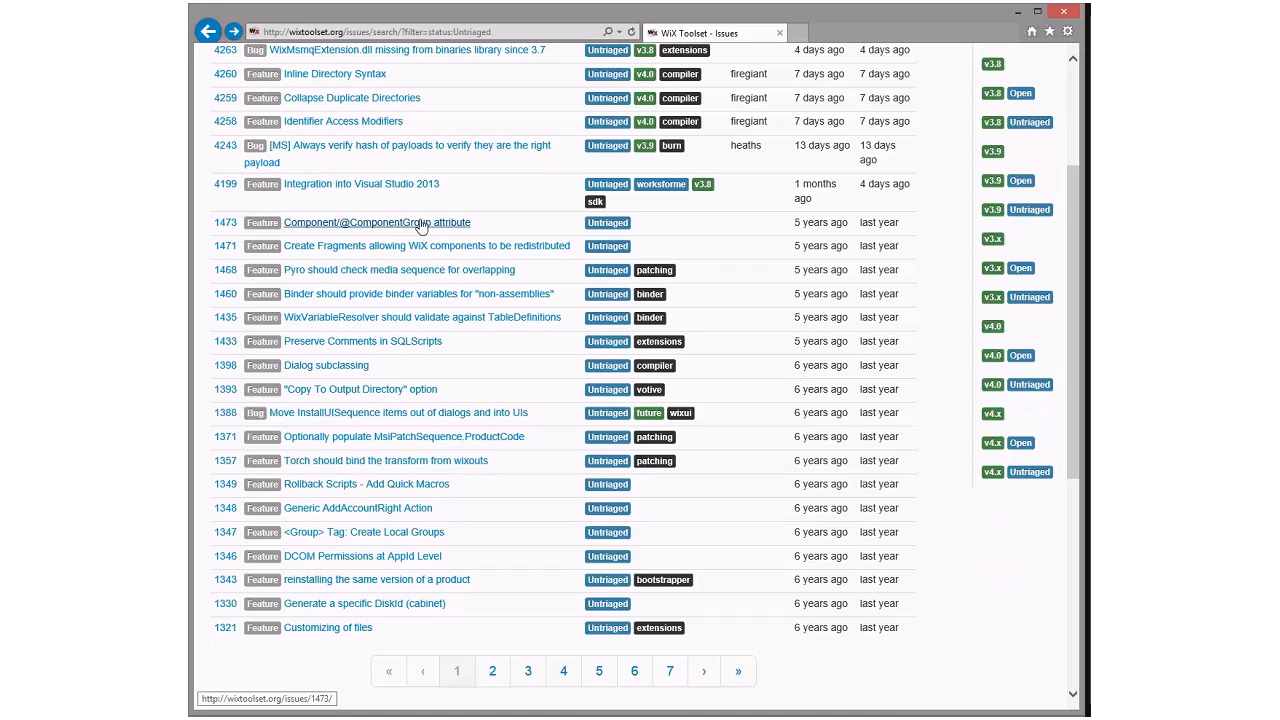 http://wixtoolset.org/issues/search/?filter=status:Untriaged
WiX Toolset - Issues
4263 Bug WixMsmqExtension.dll missing from binaries library since 3.7 Untriaged v3.8 extensions 4 days ago 4 days ago
4260 Feature Inline Directory Syntax Untriaged v4.0 compiler firegiant 7 days ago 7 days ago
4259 Feature Collapse Duplicate Directories Untriaged v4.0 compiler firegiant 7 days ago 7 days ago
4258 Feature Identifier Access Modifiers Untriaged v4.0 compiler firegiant 7 days ago 7 days ago
4243 Bug [MS] Always verify hash of payloads to verify they are the right Untriaged v3.9 burn heaths 13 days ago 13 days
payload ago
4199 Feature Integration into Visual Studio 2013 Untriaged worksforme v3.8 1 months 4 days ago
sdk ago
1473 Feature Component/@ComponentGroup attribute Untriaged 5 years ago last year
1471 Feature Create Fragments allowing WiX components to be redistributed Untriaged 5 years ago last year
1468 Feature Pyro should check media sequence for overlapping Untriaged patching 5 years ago last year
1460 Feature Binder should provide binder variables for "non-assemblies" Untriaged binder 5 years ago last year
1435 Feature WixVariableResolver should validate against TableDefinitions Untriaged binder 5 years ago last year
1433 Feature Preserve Comments in SQLScripts Untriaged extensions 5 years ago last year
1398 Feature Dialog subclassing Untriaged compiler 6 years ago last year
1393 Feature "Copy To Output Directory" option Untriaged votive 6 years ago last year
1388 Bug Move InstallUISequence items out of dialogs and into UIs Untriaged future wixui 6 years ago last year
1371 Feature Optionally populate MsiPatchSequence.ProductCode Untriaged patching 6 years ago last year
1357 Feature Torch should bind the transform from wixouts Untriaged patching 6 years ago last year
1349 Feature Rollback Scripts - Add Quick Macros Untriaged 6 years ago last year
1348 Feature Generic AddAccountRight Action Untriaged 6 years ago last year
1347 Feature <Group> Tag: Create Local Groups Untriaged 6 years ago last year
1346 Feature DCOM Permissions at AppId Level Untriaged 6 years ago last year
1343 Feature reinstalling the same version of a product Untriaged bootstrapper 6 years ago last year
1330 Feature Generate a specific DiskId (cabinet) Untriaged 6 years ago last year
1321 Feature Customizing of files Untriaged extensions 6 years ago last year
« ‹ 1 2 3 4 5 6 7 › »
v3.8
v3.8 Open
v3.8 Untriaged
v3.9
v3.9 Open
v3.9 Untriaged
v3.x
v3.x Open
v3.x Untriaged
v4.0
v4.0 Open
v4.0 Untriaged
v4.x
v4.x Open
v4.x Untriaged
http://wixtoolset.org/issues/1473/